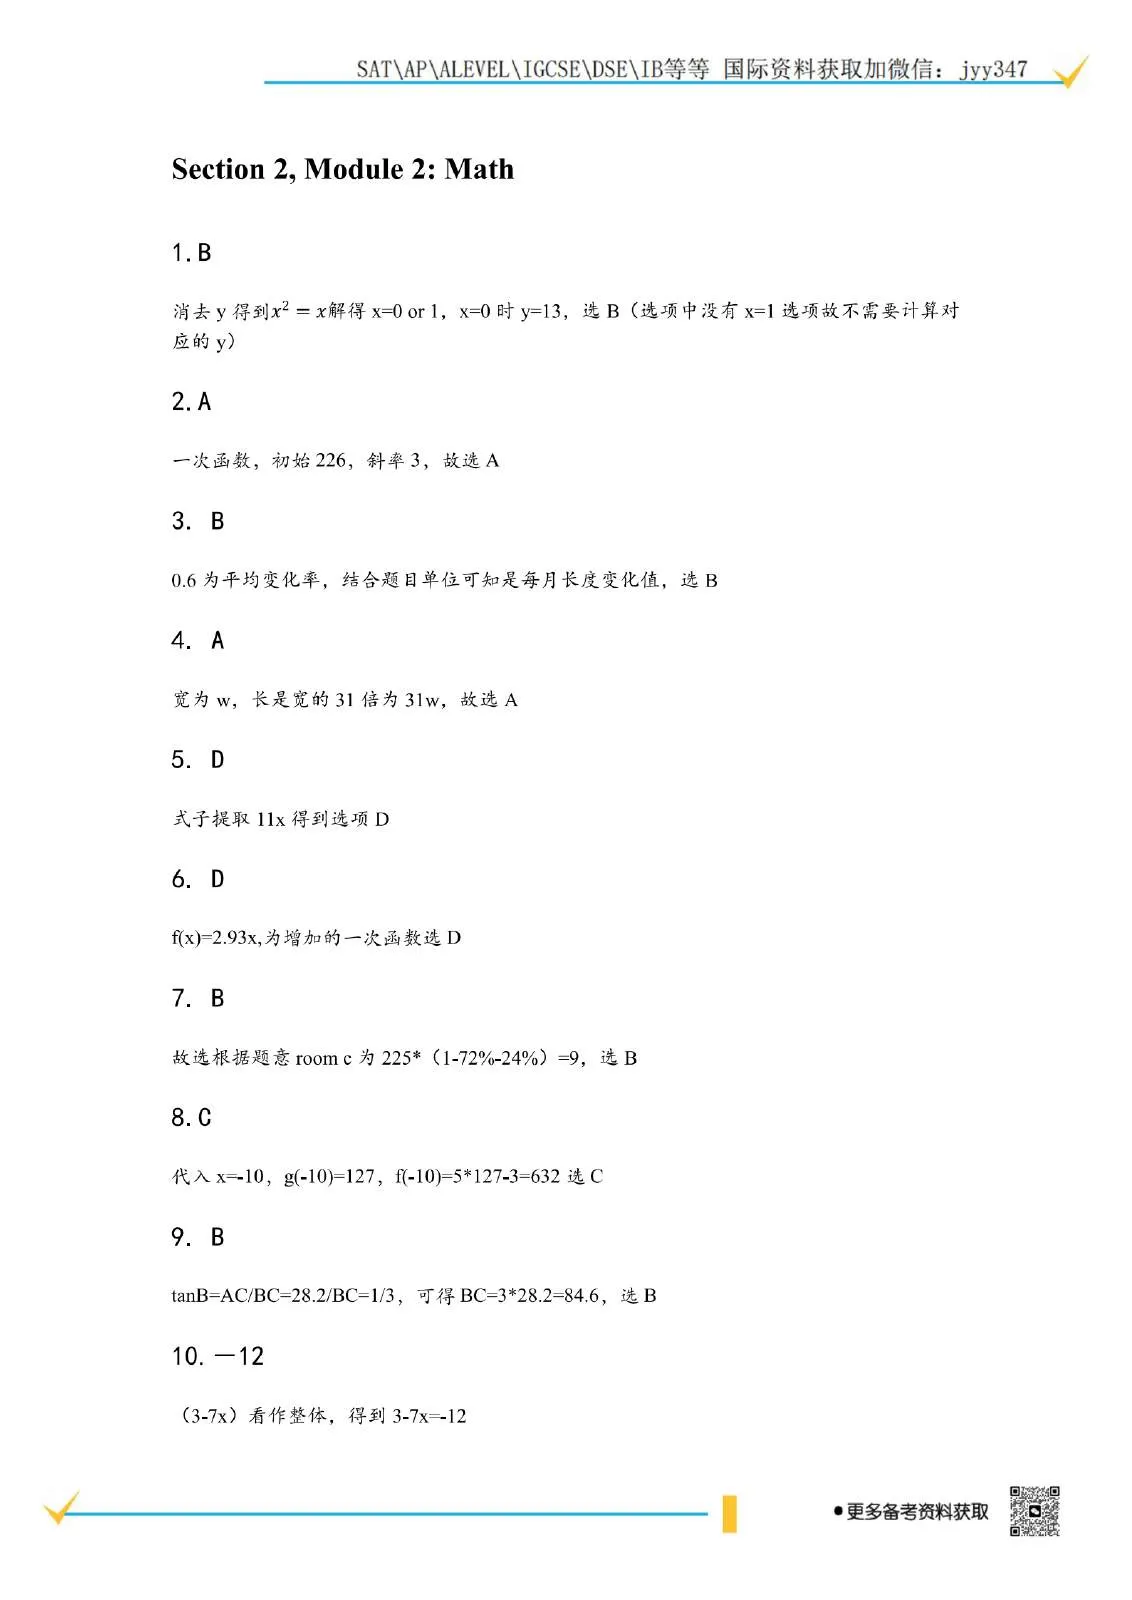 SAT\AP\ALEVEL\IGCSE\DSE\IB等等 国际资料获取加微信：jyy347
Section 2, Module 2: Math
1.B
消去 y 得到x² = x解得 x=0 or 1，x=0 时 y=13，选 B（选项中没有 x=1 选项故不需要计算对
应的 y）
2.A
一次函数，初始 226，斜率 3，故选 A
3. B
0.6 为平均变化率，结合题目单位可知是每月长度变化值，选 B
4. A
宽为 w，长是宽的 31 倍为 31w，故选 A
5. D
式子提取 11x 得到选项 D
6. D
f(x)=2.93x,为增加的一次函数选 D
7. B
故选根据题意 room c 为 225*（1-72%-24%）=9，选 B
8.C
代入 x=-10，g(-10)=127，f(-10)=5*127-3=632 选 C
9. B
tanB=AC/BC=28.2/BC=1/3，可得 BC=3*28.2=84.6，选 B
10.－12
（3-7x）看作整体，得到 3-7x=-12
●更多备考资料获取